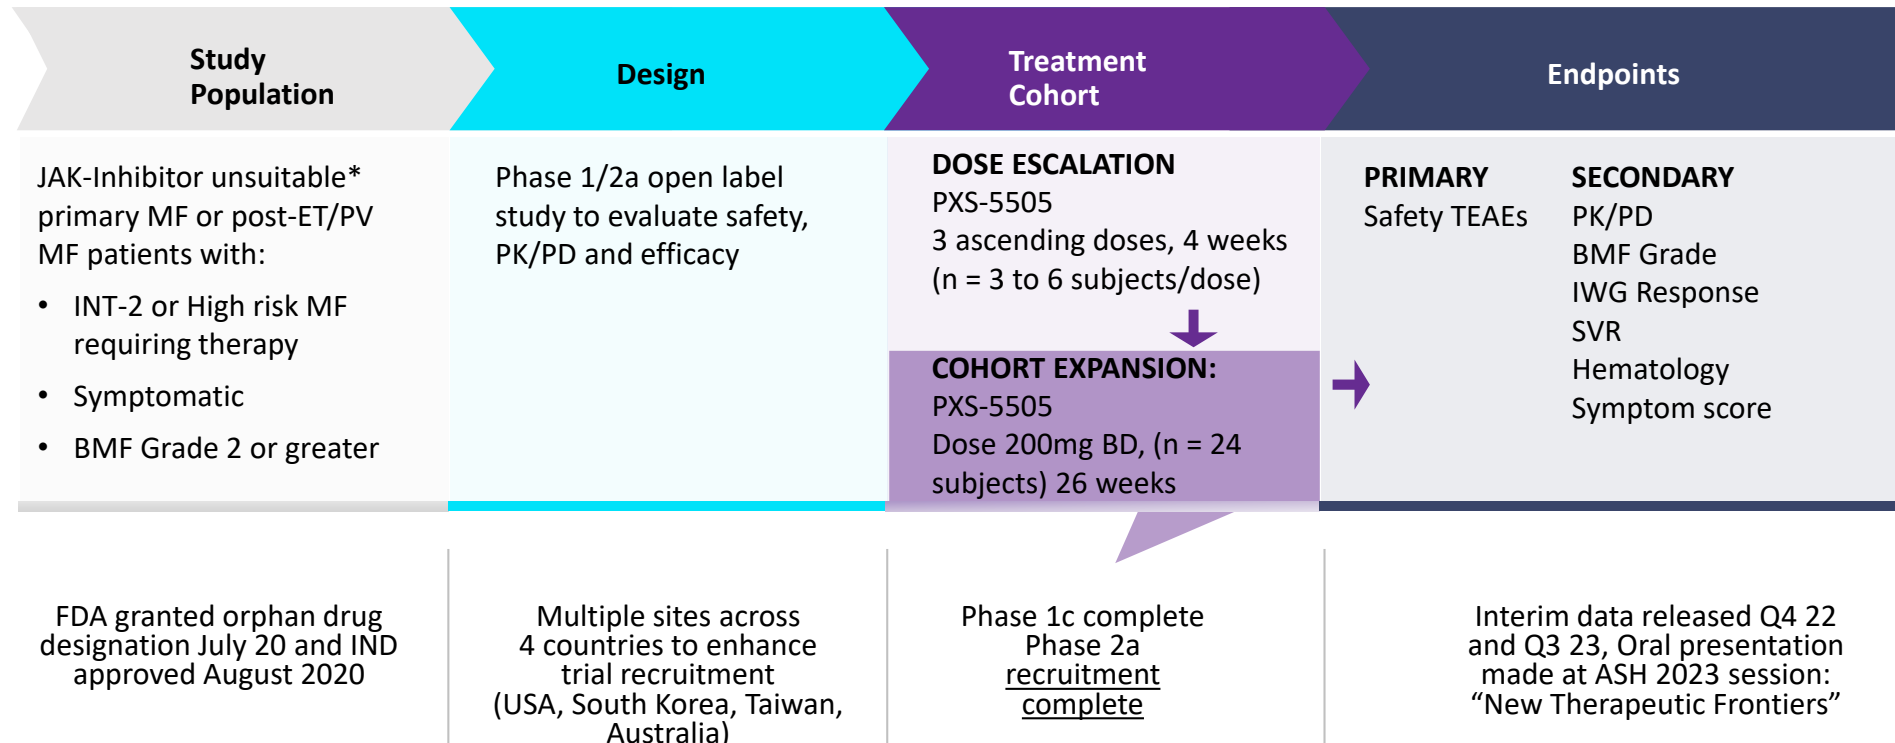 Study
Population
Design
Treatment
Cohort
Endpoints
JAK-Inhibitor unsuitable*
primary MF or post-ET/PV
MF patients with:
• INT-2 or High risk MF
requiring therapy
• Symptomatic
• BMF Grade 2 or greater
Phase 1/2a open label
study to evaluate safety,
PK/PD and efficacy
DOSE ESCALATION
PXS-5505
3 ascending doses, 4 weeks
(n = 3 to 6 subjects/dose)
COHORT EXPANSION:
PXS-5505
Dose 200mg BD, (n = 24
subjects) 26 weeks
PRIMARY
Safety TEAEs
SECONDARY
PK/PD
BMF Grade
IWG Response
SVR
Hematology
Symptom score
FDA granted orphan drug
designation July 20 and IND
approved August 2020
Multiple sites across
4 countries to enhance
trial recruitment
(USA, South Korea, Taiwan,
Australia)
Phase 1c complete
Phase 2a
recruitment
complete
Interim data released Q4 22
and Q3 23, Oral presentation
made at ASH 2023 session:
“New Therapeutic Frontiers”